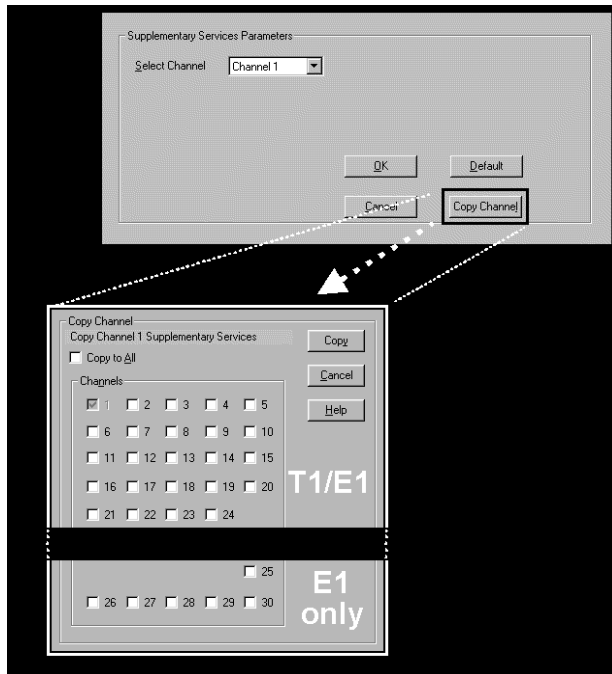 Supplementary Services Parameters
Select Channel Channel 1
OK Default
Cancel Copy Channel
Copy Channel
Copy Channel 1 Supplementary Services
Copy
Copy to All
Cancel
Channels
Help
1 2 3 4 5
6 7 8 9 10
11 12 13 14 15
16 17 18 19 20
T1/E1
21 22 23 24
25
E1
only
26 27 28 29 30